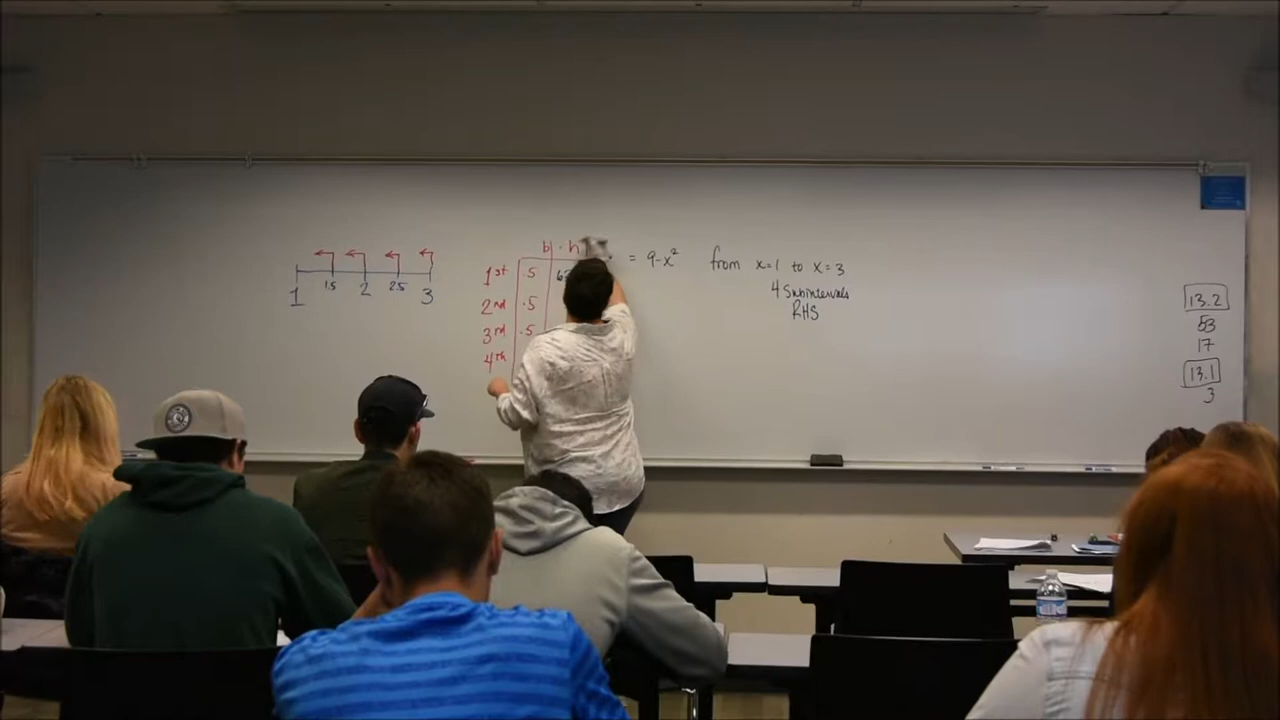 1 1.5 2 2.5 3
b · h
1st .5
2nd .5
3rd .5
4th
= 9-x² from x=1 to x=3
4 Subintervals
RHS
13.2
53
17
13.1
3